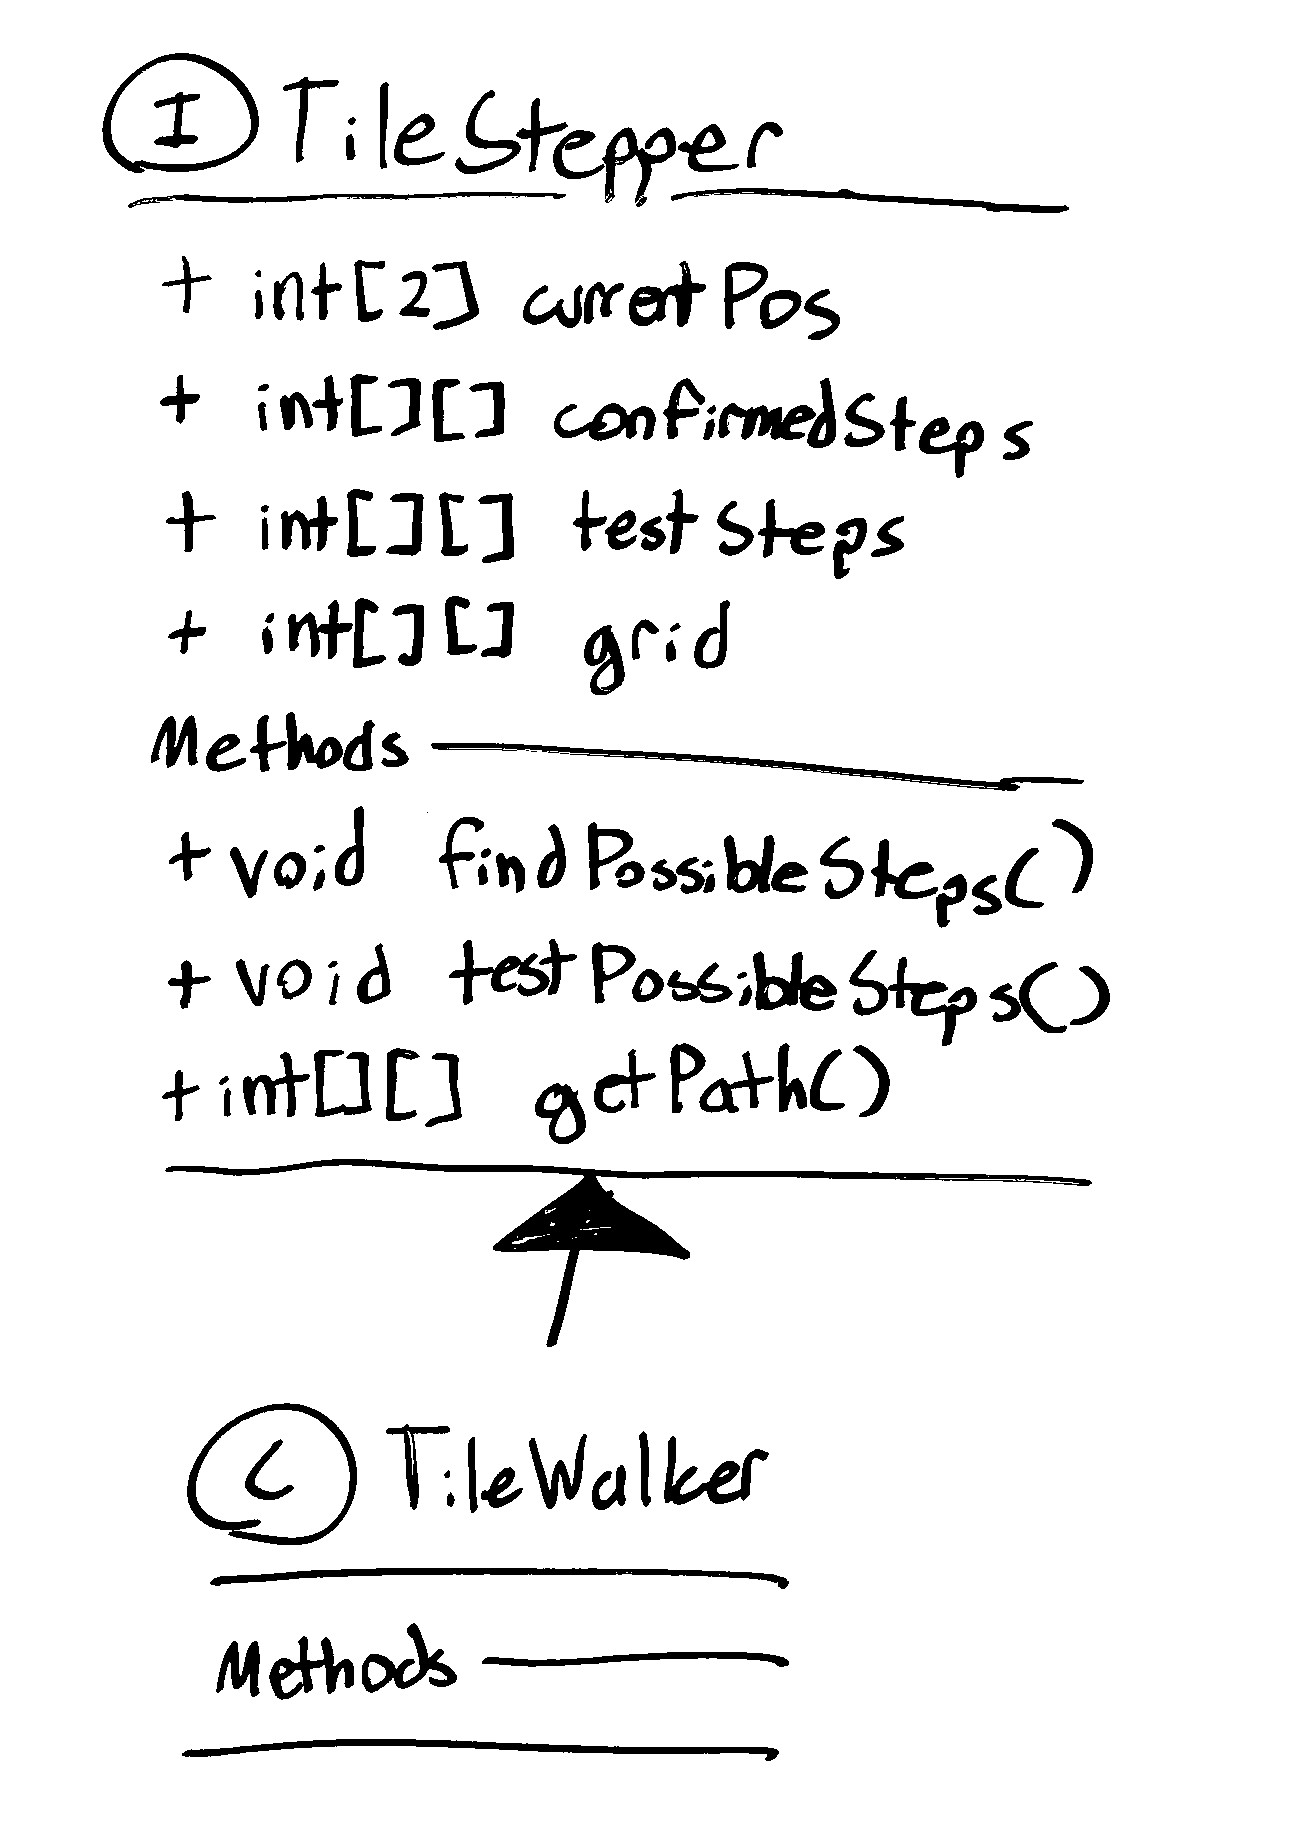 I TileStepper
+ int[2] currentPos
+ int[][] confirmedSteps
+ int[][] testSteps
+ int[][] grid
Methods
+ void findPossibleSteps()
+ void testPossibleSteps()
+ int[][] getPath()
C TileWalker
Methods